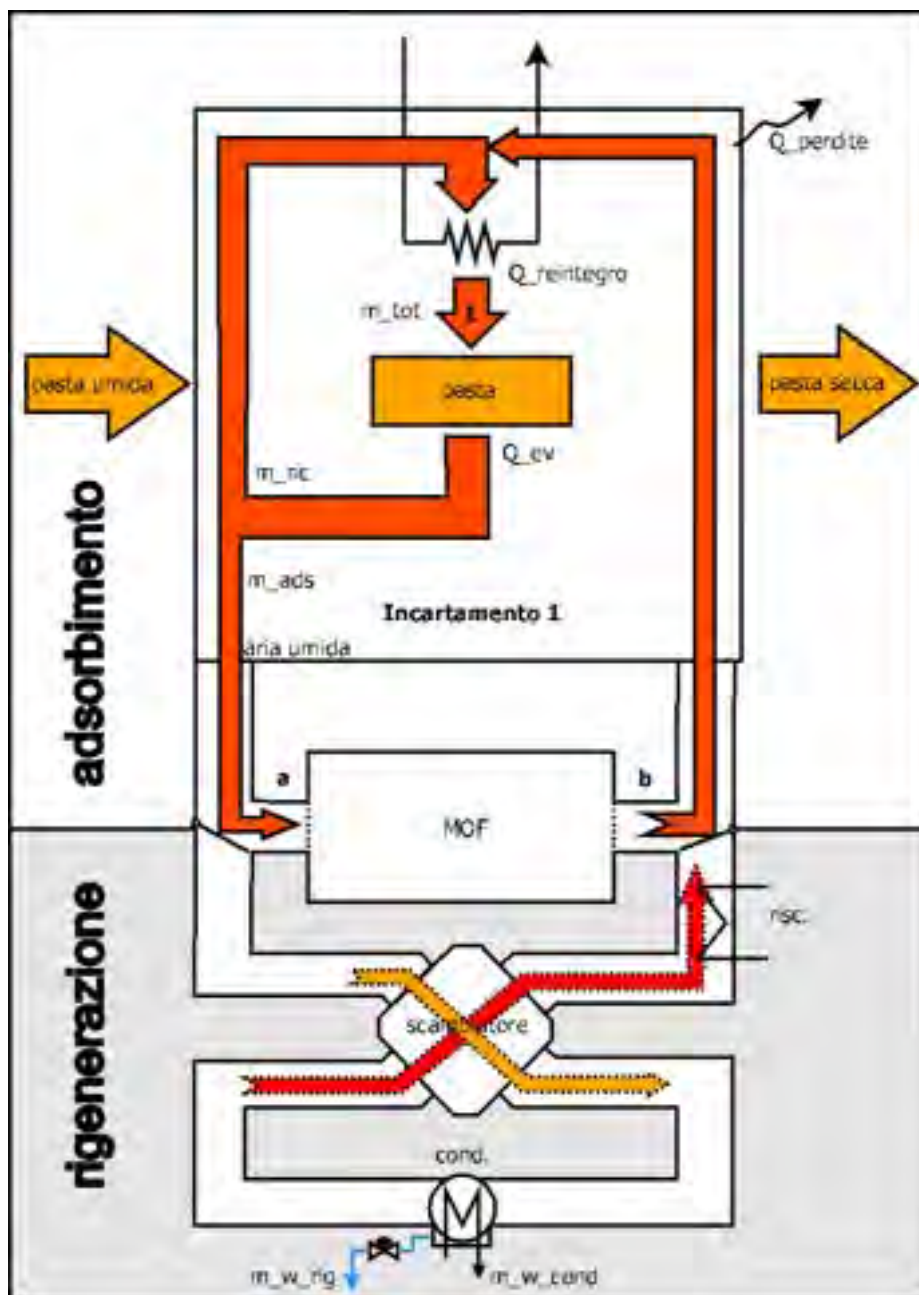 Q_perdite
Q_reintegro
m_tot
1
pasta umida
pasta
pasta secca
Q_ev
m_ric
m_ads
Incartamento 1
aria umida
adsorbimento
a
b
MOF
risc.
scambiatore
rigenerazione
cond.
m_w_rig
m_w_cond